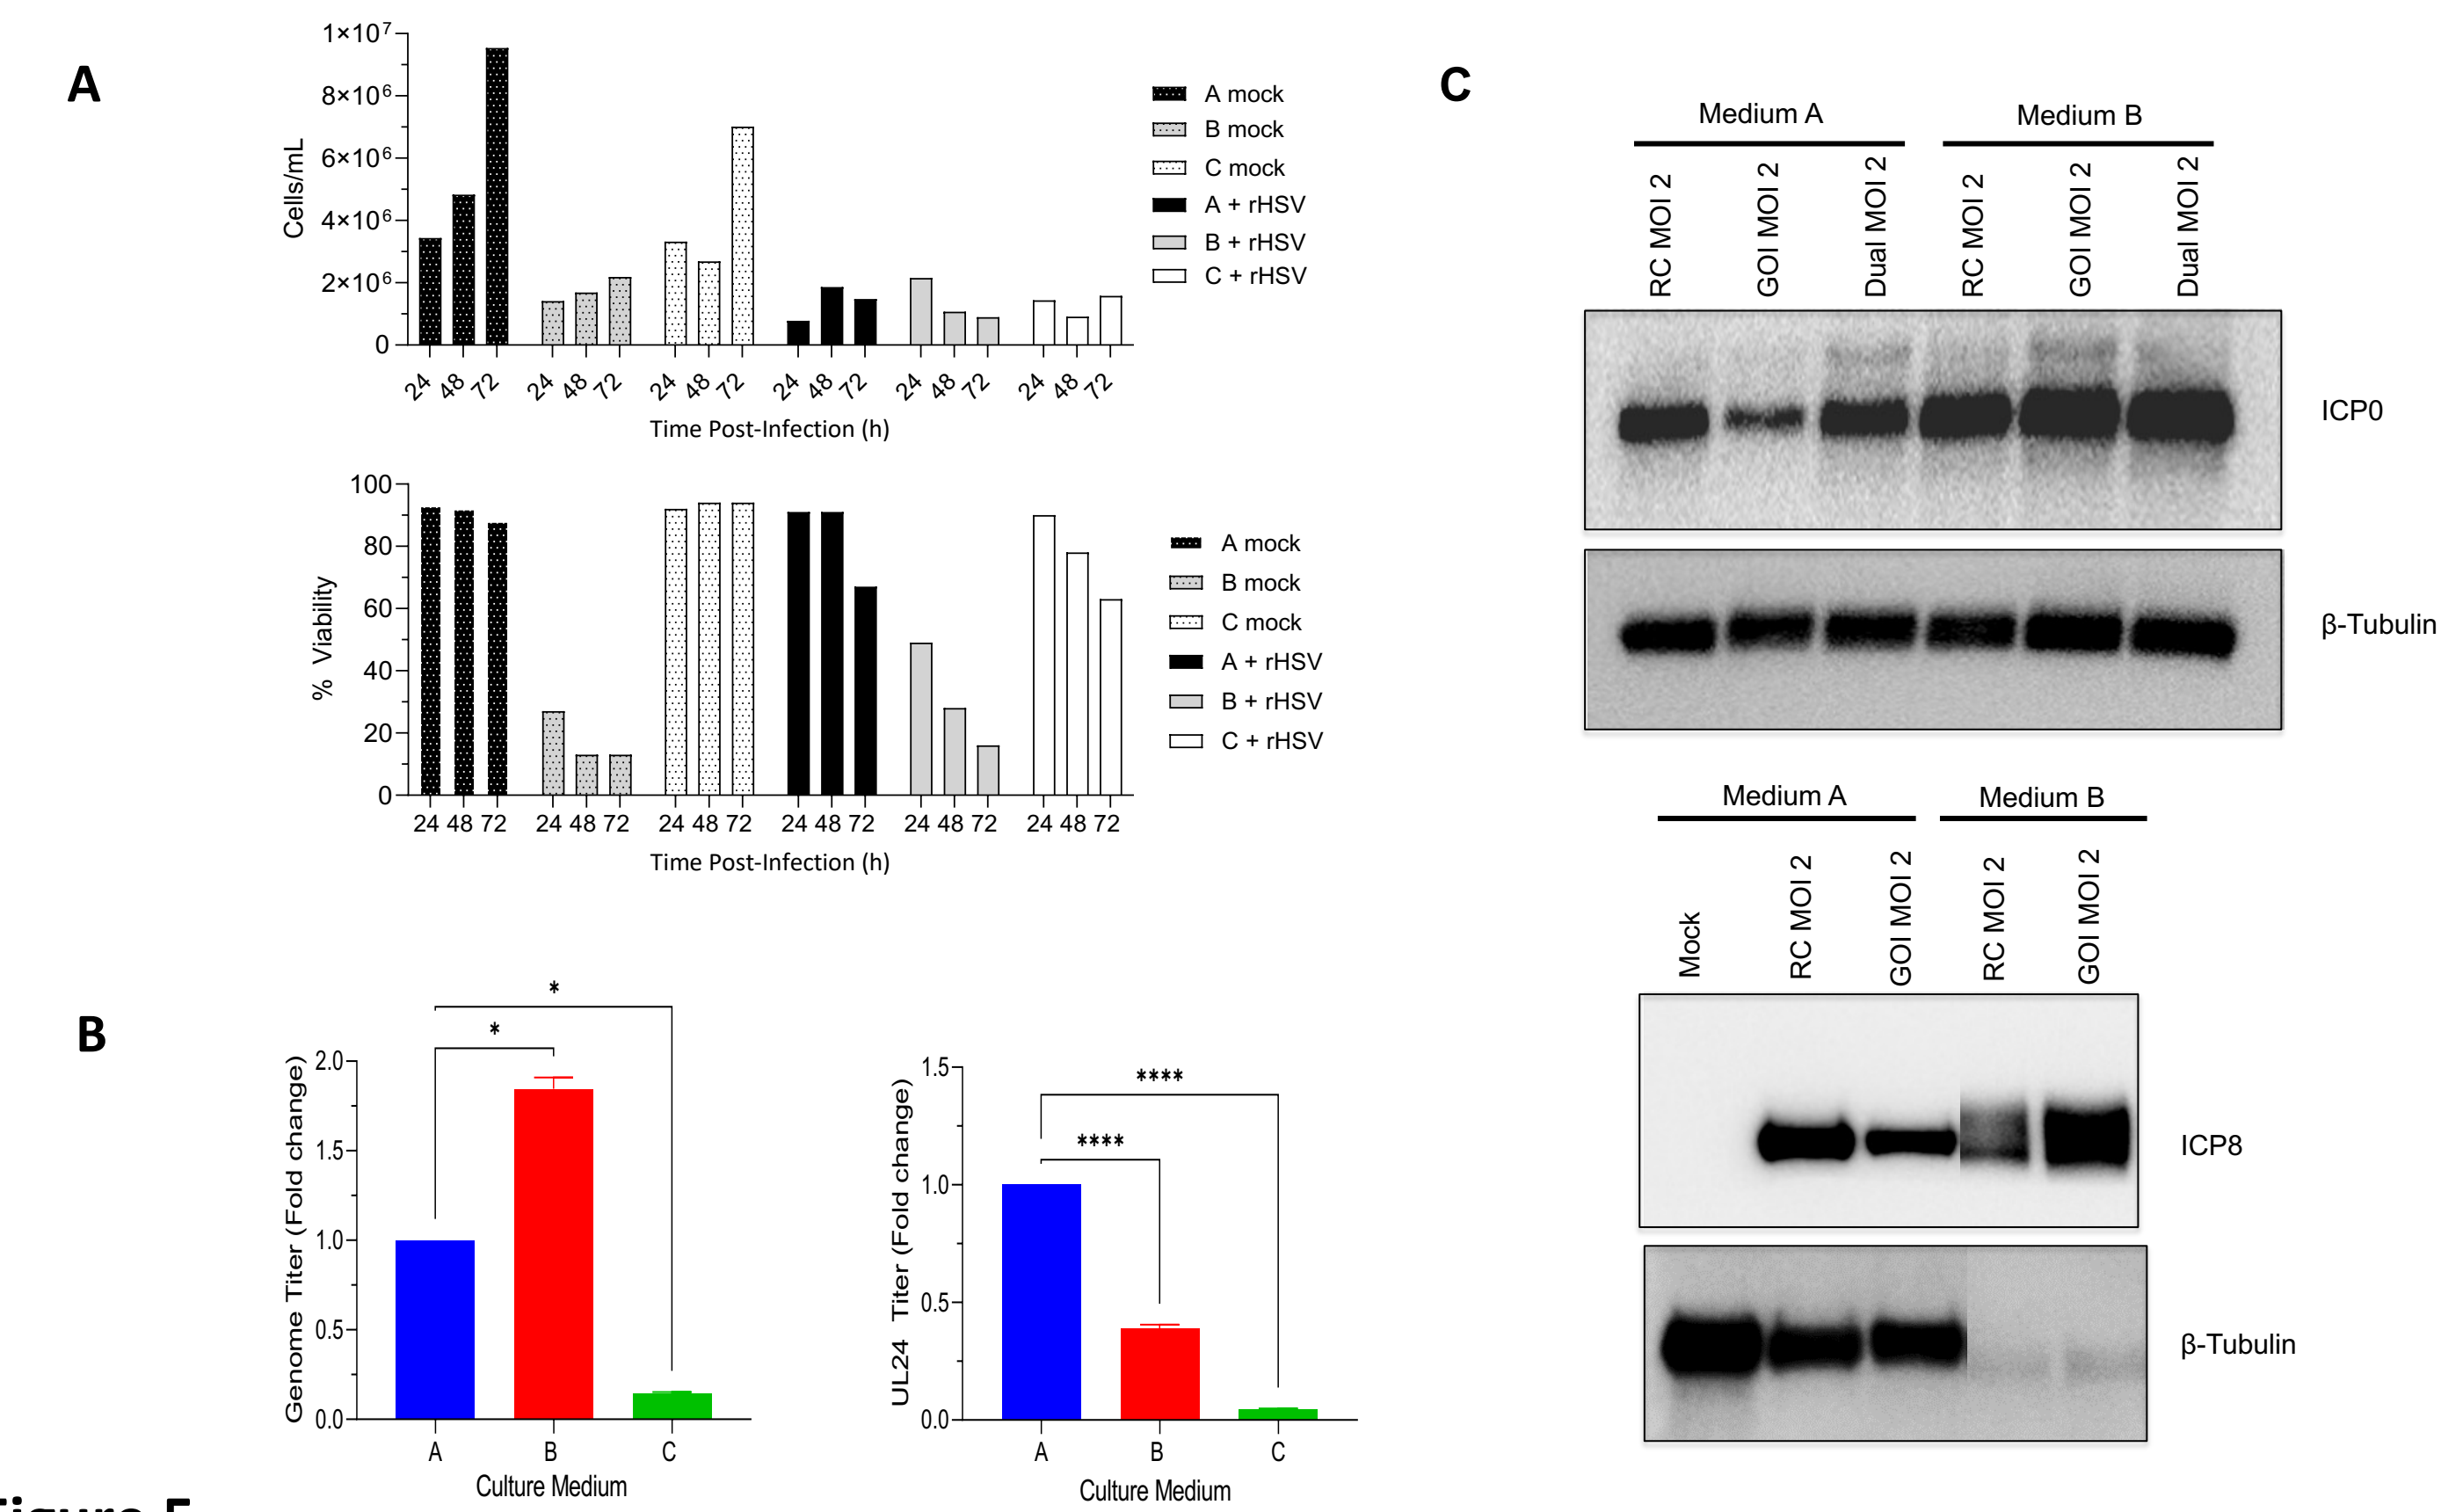 A
1×10⁷
8×10⁶
6×10⁶
4×10⁶
2×10⁶
0
Cells/mL
24 48 72 24 48 72 24 48 72 24 48 72 24 48 72 24 48 72
Time Post-Infection (h)
A mock
B mock
C mock
A + rHSV
B + rHSV
C + rHSV
100
80
60
40
20
0
% Viability
24 48 72 24 48 72 24 48 72 24 48 72 24 48 72 24 48 72
Time Post-Infection (h)
A mock
B mock
C mock
A + rHSV
B + rHSV
C + rHSV
B
*
*
2.0
1.5
1.0
0.5
0.0
Genome Titer (Fold change)
A B C
Culture Medium
****
****
1.5
1.0
0.5
0.0
UL24 Titer (Fold change)
A B C
Culture Medium
C
Medium A Medium B
RC MOI 2
GOI MOI 2
Dual MOI 2
RC MOI 2
GOI MOI 2
Dual MOI 2
ICP0
β-Tubulin
Medium A Medium B
Mock
RC MOI 2
GOI MOI 2
RC MOI 2
GOI MOI 2
ICP8
β-Tubulin